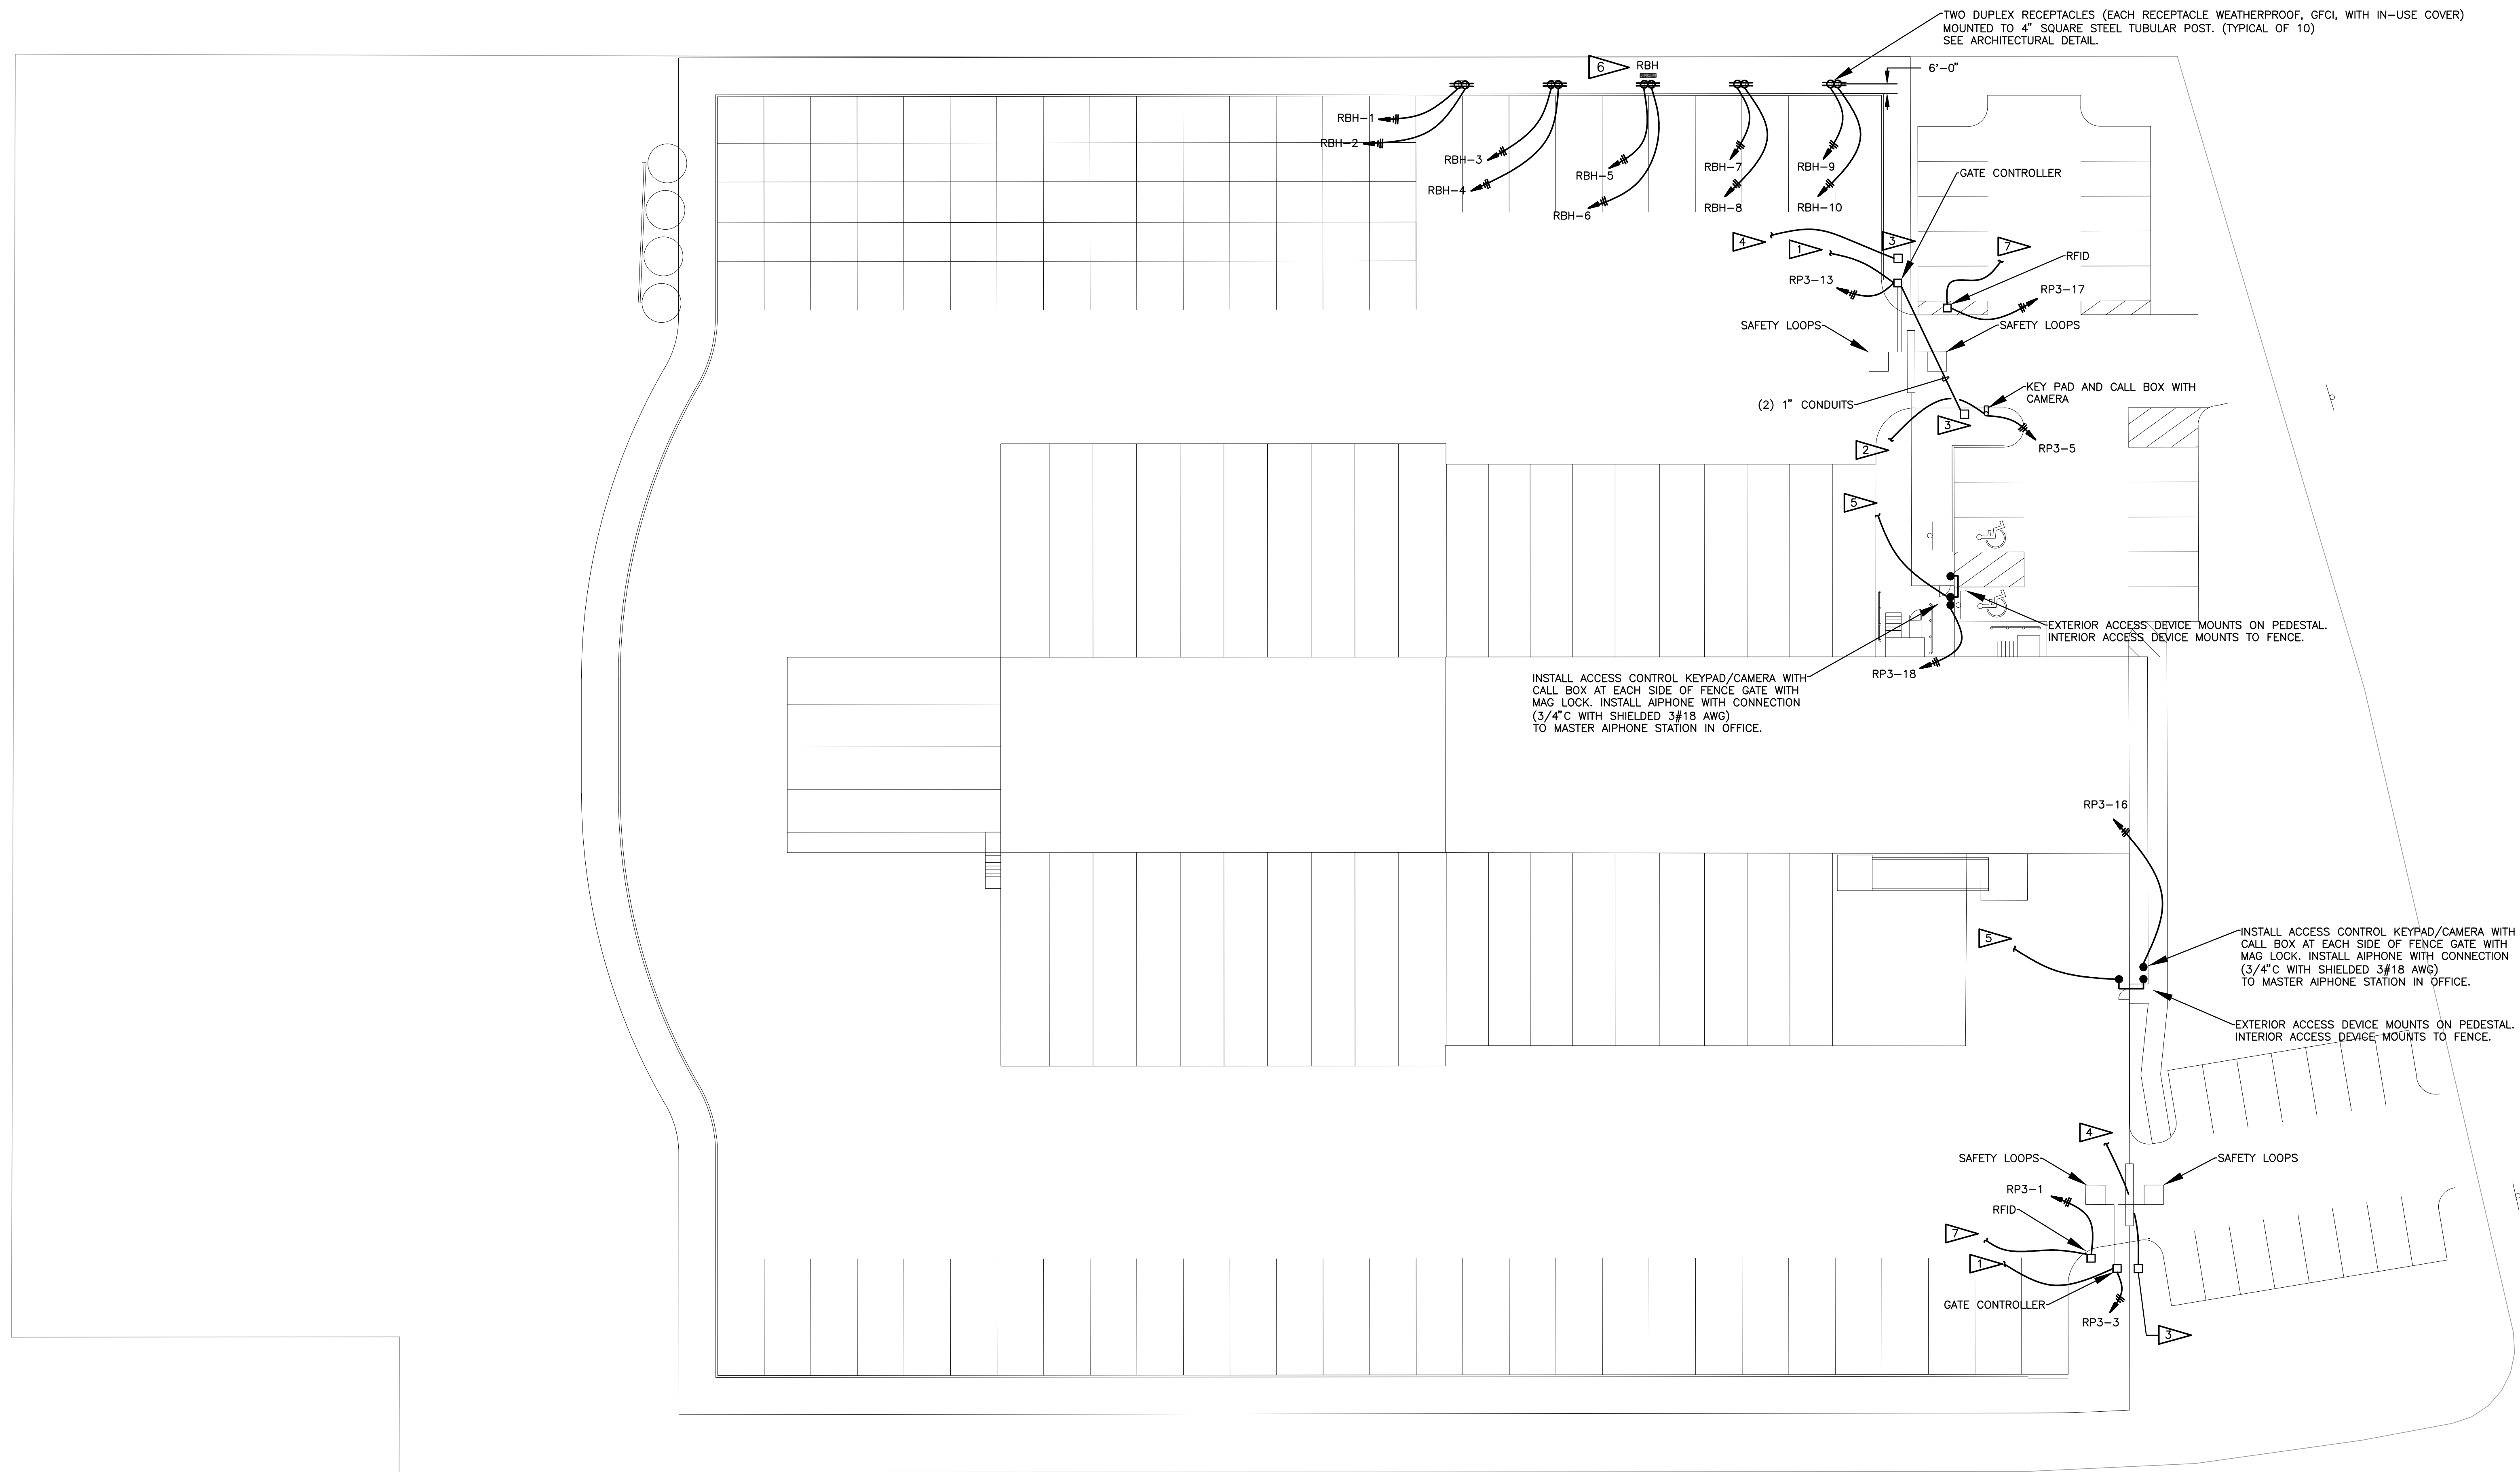 TWO DUPLEX RECEPTACLES (EACH RECEPTACLE WEATHERPROOF, GFCI, WITH IN-USE COVER)
MOUNTED TO 4" SQUARE STEEL TUBULAR POST. (TYPICAL OF 10)
SEE ARCHITECTURAL DETAIL.
6
RBH
6'-0"
RBH-1
RBH-2
RBH-3
RBH-4
RBH-5
RBH-6
RBH-7
RBH-8
RBH-9
RBH-10
GATE CONTROLLER
4
1
3
7
RFID
RP3-13
RP3-17
SAFETY LOOPS
SAFETY LOOPS
KEY PAD AND CALL BOX WITH
CAMERA
(2) 1" CONDUITS
3
2
RP3-5
5
EXTERIOR ACCESS DEVICE MOUNTS ON PEDESTAL.
INTERIOR ACCESS DEVICE MOUNTS TO FENCE.
RP3-18
INSTALL ACCESS CONTROL KEYPAD/CAMERA WITH
CALL BOX AT EACH SIDE OF FENCE GATE WITH
MAG LOCK. INSTALL AIPHONE WITH CONNECTION
(3/4"C WITH SHIELDED 3#18 AWG)
TO MASTER AIPHONE STATION IN OFFICE.
RP3-16
5
INSTALL ACCESS CONTROL KEYPAD/CAMERA WITH
CALL BOX AT EACH SIDE OF FENCE GATE WITH
MAG LOCK. INSTALL AIPHONE WITH CONNECTION
(3/4"C WITH SHIELDED 3#18 AWG)
TO MASTER AIPHONE STATION IN OFFICE.
EXTERIOR ACCESS DEVICE MOUNTS ON PEDESTAL.
INTERIOR ACCESS DEVICE MOUNTS TO FENCE.
4
SAFETY LOOPS
SAFETY LOOPS
RP3-1
RFID
7
1
GATE CONTROLLER
RP3-3
3